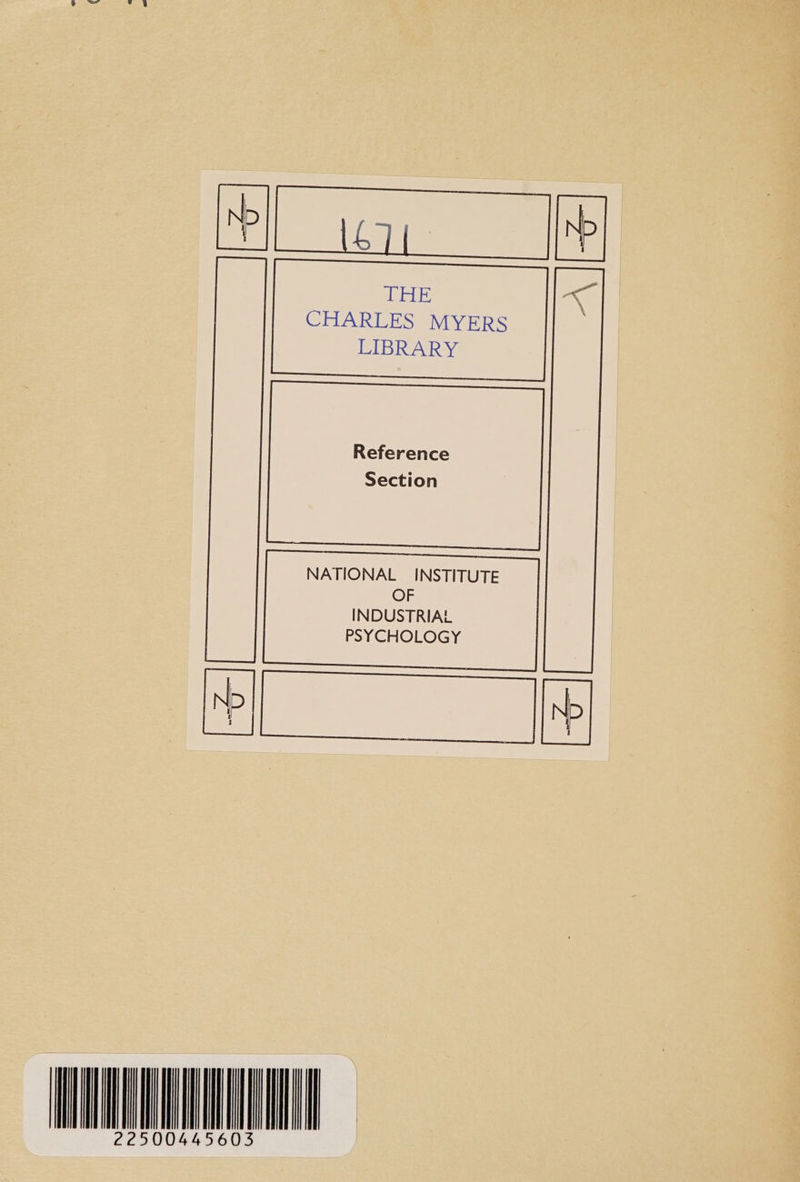 1671
THE
CHARLES MYERS
LIBRARY
Reference
Section
NATIONAL INSTITUTE
OF
INDUSTRIAL
PSYCHOLOGY
22500445603